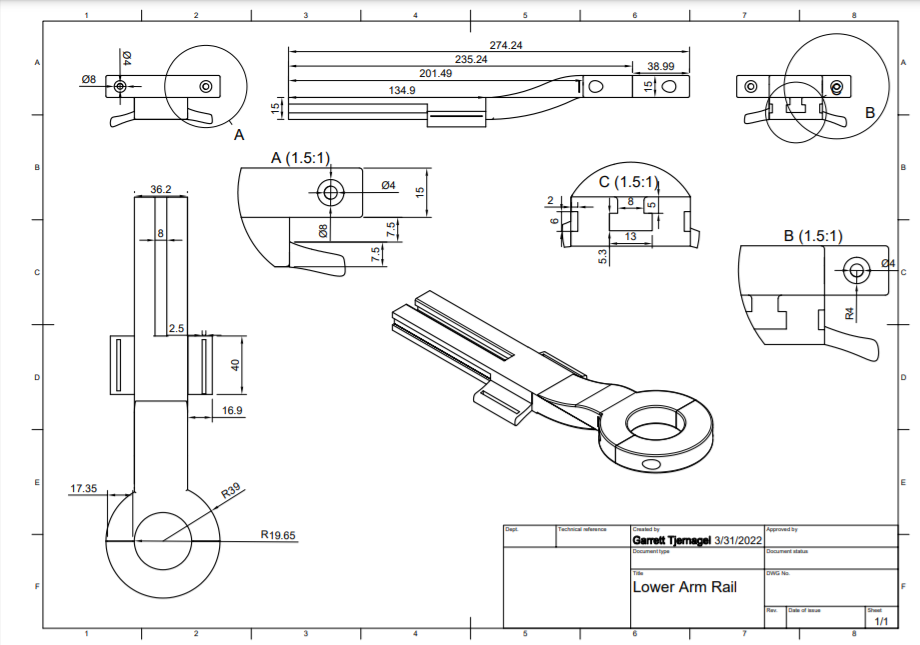 1 2 3 4 5 6 7 8
A A
274.24
235.24
201.49
38.99
134.9
Ø4
Ø8
15
15
A
B
B B
A (1.5:1)
Ø4
15
Ø8
7.5
7.5
C (1.5:1)
2
8
5
6
13
5.3
36.2
8
B (1.5:1)
Ø4
R4
C C
2.5
40
16.9
D D
17.35
R39
R19.65
E E
Dept.
Technical reference
Created by
Garrett Tjernagel 3/31/2022
Approved by
Document type
Document status
Title
Lower Arm Rail
DWG No.
Rev.
Date of issue
Sheet
1/1
F F
1 2 3 4 5 6 7 8